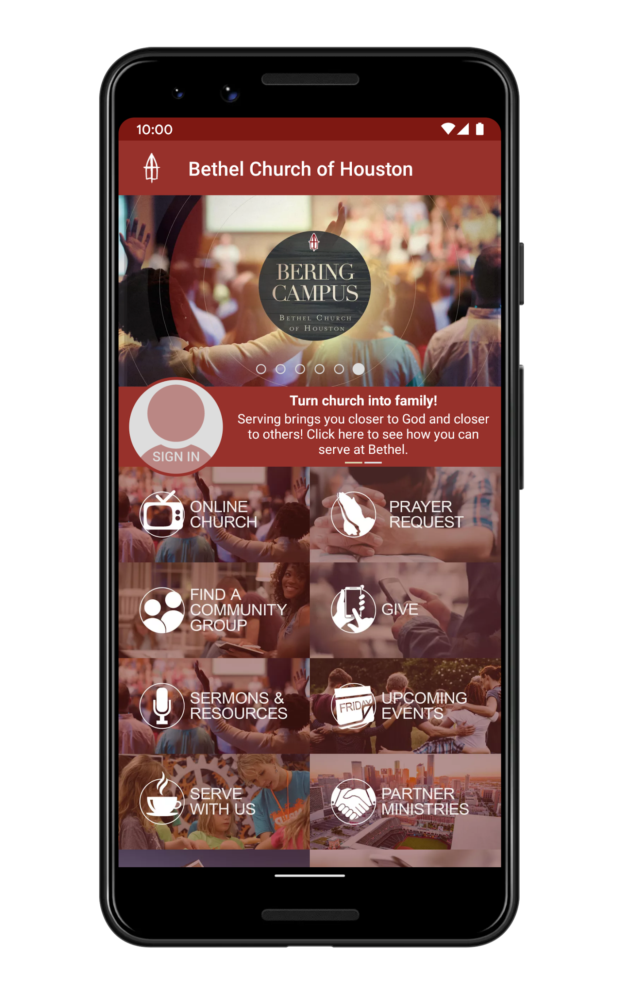 10:00
Bethel Church of Houston
BERING
CAMPUS
BETHEL CHURCH
OF HOUSTON
Turn church into family!
Serving brings you closer to God and closer
to others! Click here to see how you can
serve at Bethel.
SIGN IN
ONLINE
CHURCH
PRAYER
REQUEST
FIND A
COMMUNITY
GROUP
GIVE
SERMONS &
RESOURCES
FRIDAY
UPCOMING
EVENTS
SERVE
WITH US
PARTNER
MINISTRIES